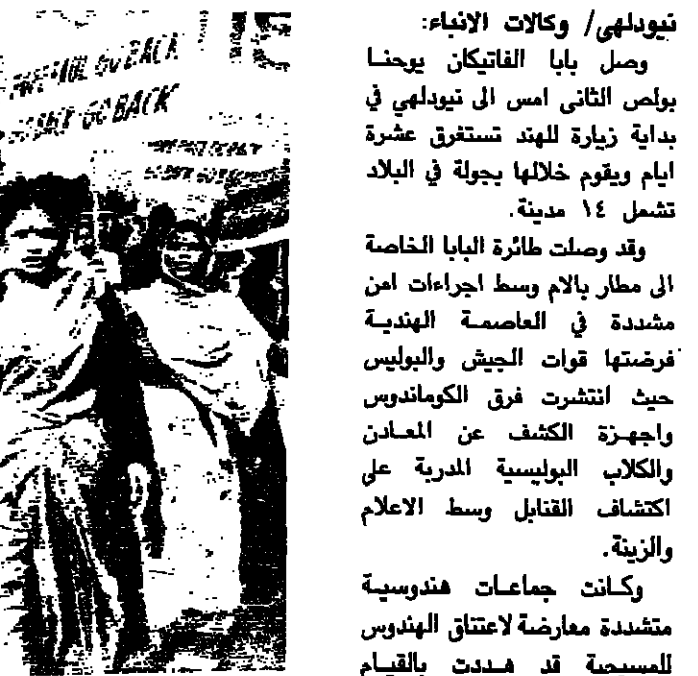 نيودلهي/ وكالات الانباء:
وصل بابا الفاتيكان يوحنا
بولص الثانى امس الى نيودلهي في
بداية زيارة للهند تستغرق عشرة
ايام ويقوم خلالها بجولة في البلاد
تشمل ١٤ مدينة.
وقد وصلت طائرة البابا الخاصة
الى مطار بالام وسط اجراءات امن
مشددة في العاصمة الهندية
فرضتها قوات الجيش والبوليس
حيث انتشرت فرق الكوماندوس
واجهزة الكشف عن المعادن
والكلاب البوليسية المدربة على
اكتشاف القنابل وسط الاعلام
والزينة.
وكانت جماعات هندوسية
متشددة معارضة لاعتناق الهندوس
للمسيحية قد هددت بالقيام
GO BACK
GO BACK